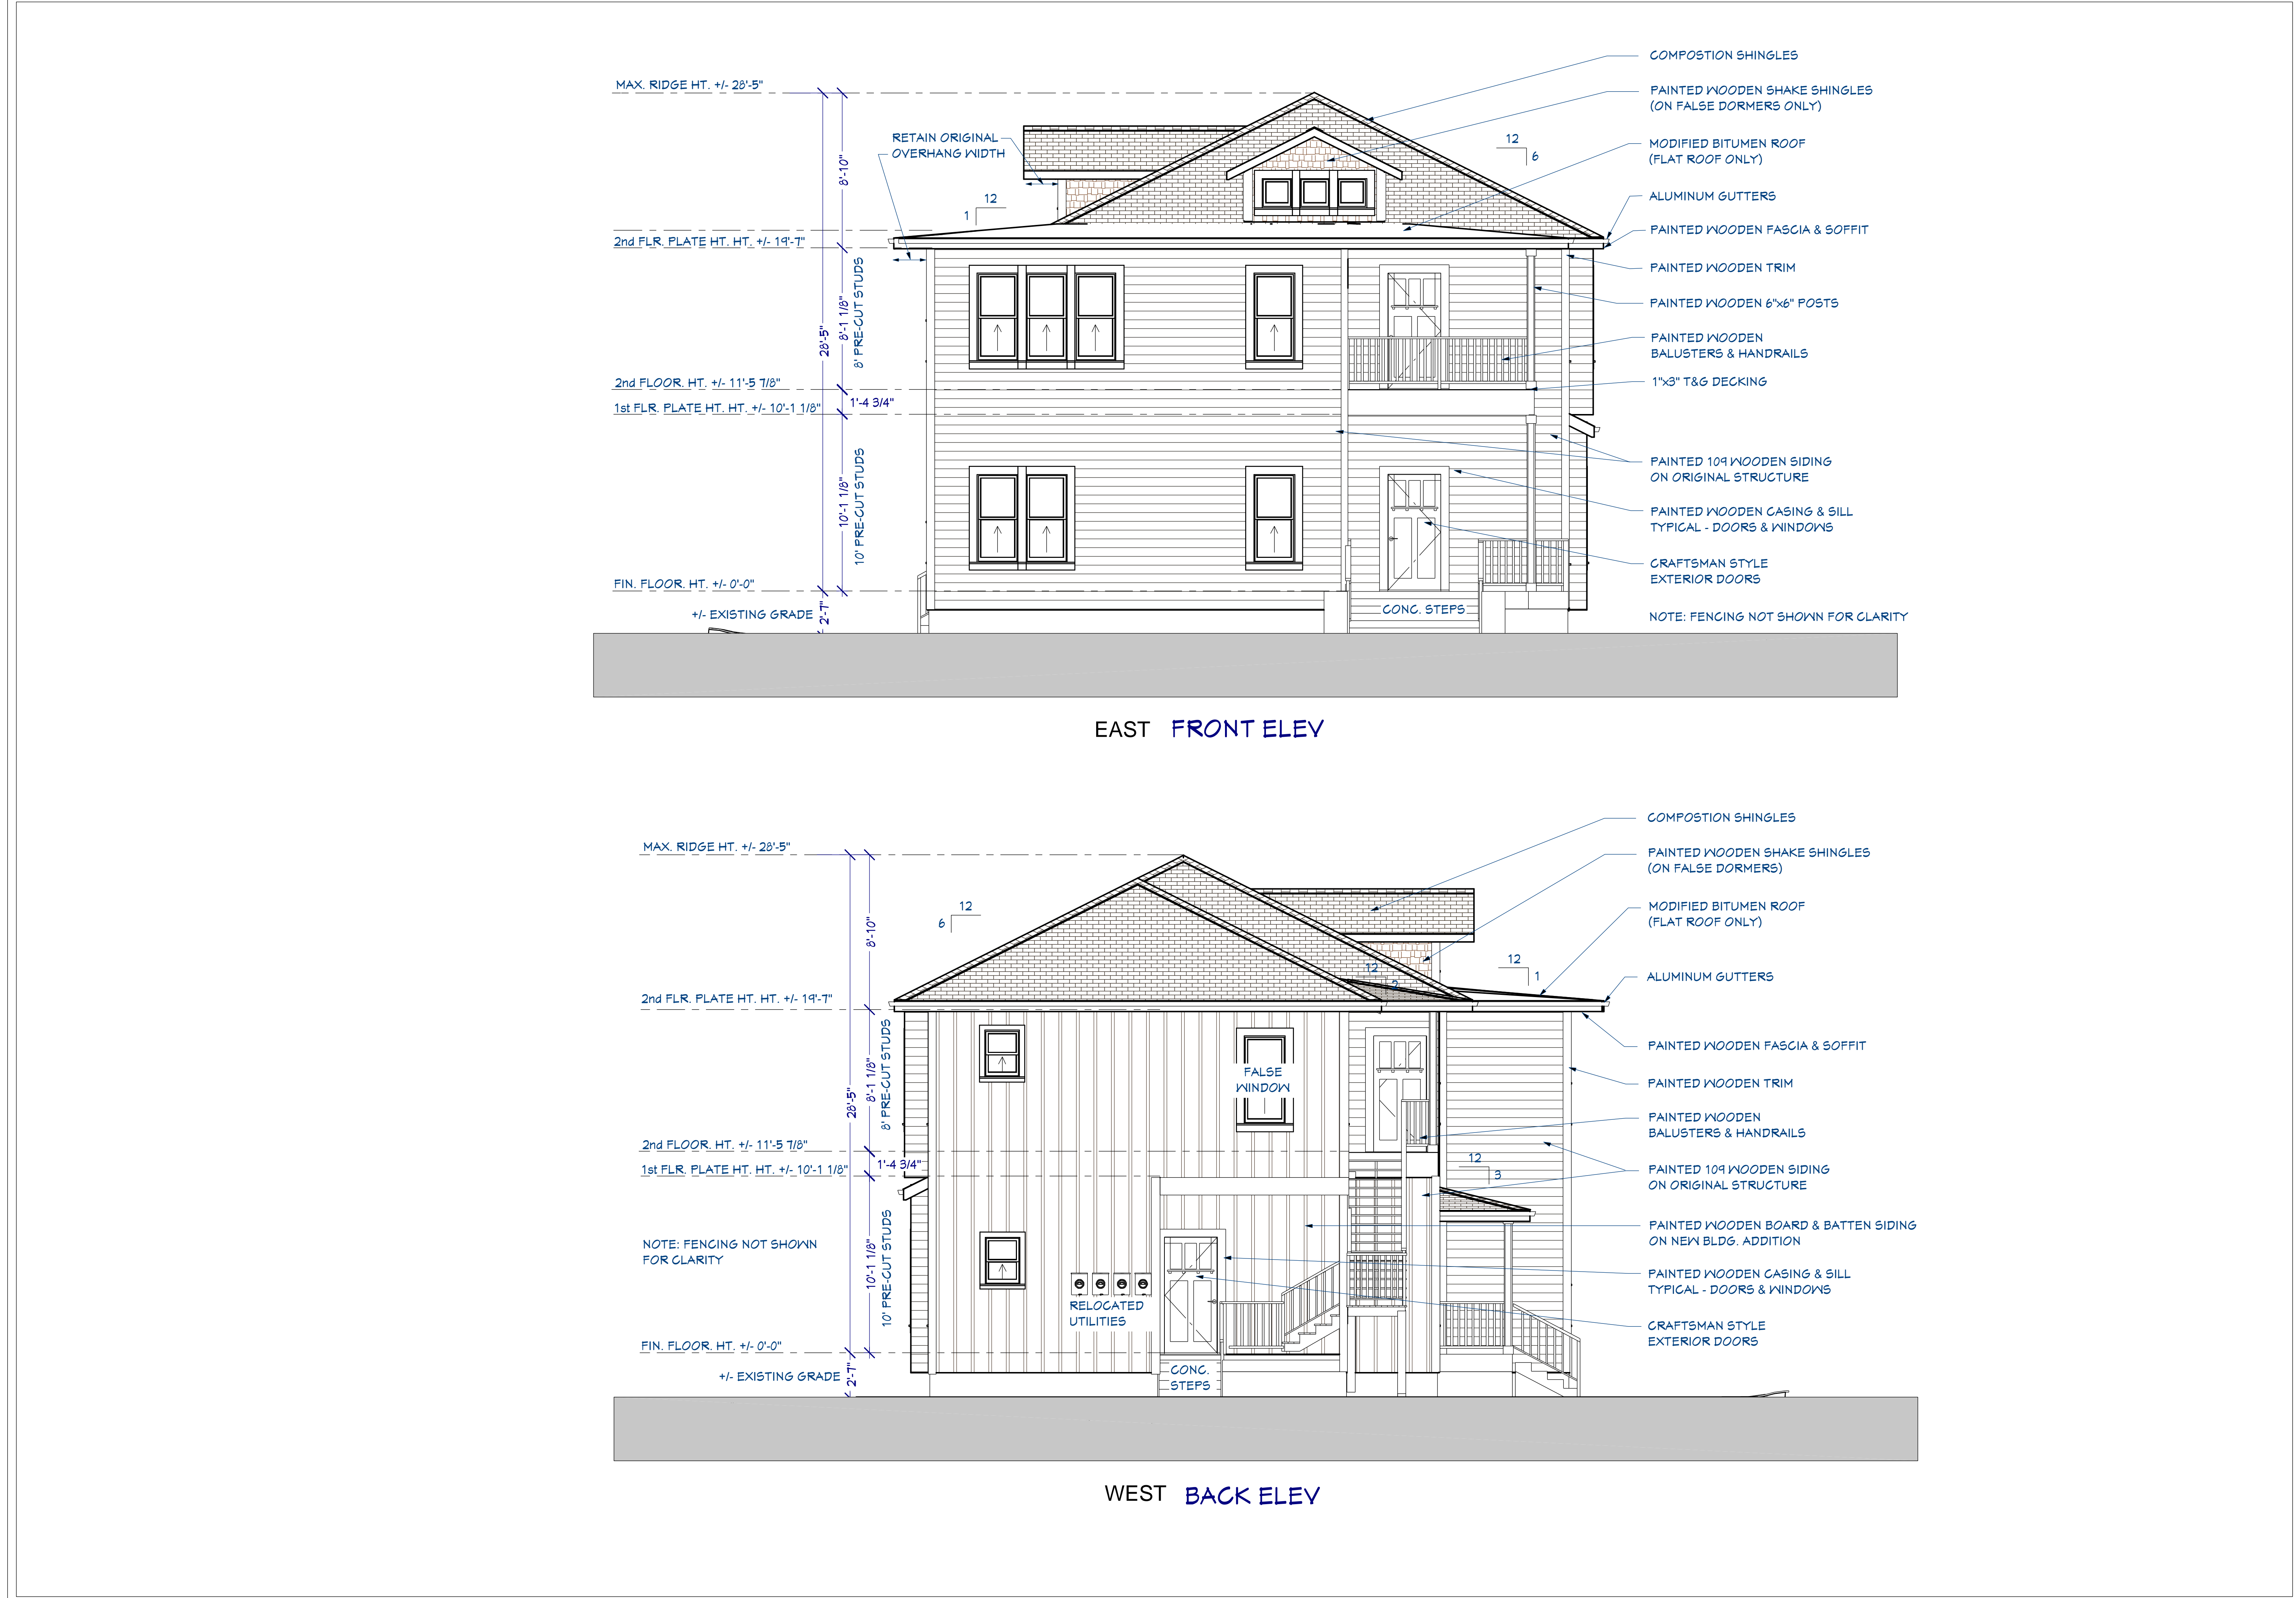 COMPOSTION SHINGLES
MAX. RIDGE HT. +/- 28'-5"
PAINTED WOODEN SHAKE SHINGLES
(ON FALSE DORMERS ONLY)
RETAIN ORIGINAL
OVERHANG WIDTH
12
6
MODIFIED BITUMEN ROOF
(FLAT ROOF ONLY)
8'-10"
12
1
ALUMINUM GUTTERS
PAINTED WOODEN FASCIA & SOFFIT
2nd FLR. PLATE HT. HT. +/- 19'-7"
PAINTED WOODEN TRIM
PAINTED WOODEN 6"x6" POSTS
28'-5"
8'-1 1/8"
8' PRE-CUT STUDS
PAINTED WOODEN
BALUSTERS & HANDRAILS
2nd FLOOR. HT. +/- 11'-5 7/8"
1"x3" T&G DECKING
1st FLR. PLATE HT. HT. +/- 10'-1 1/8"
1'-4 3/4"
PAINTED 109 WOODEN SIDING
ON ORIGINAL STRUCTURE
10'-1 1/8"
10' PRE-CUT STUDS
PAINTED WOODEN CASING & SILL
TYPICAL - DOORS & WINDOWS
CRAFTSMAN STYLE
EXTERIOR DOORS
FIN. FLOOR. HT. +/- 0'-0"
+/- EXISTING GRADE
2'-7"
CONC. STEPS
NOTE: FENCING NOT SHOWN FOR CLARITY
EAST FRONT ELEV
COMPOSTION SHINGLES
MAX. RIDGE HT. +/- 28'-5"
PAINTED WOODEN SHAKE SHINGLES
(ON FALSE DORMERS)
12
6
MODIFIED BITUMEN ROOF
(FLAT ROOF ONLY)
8'-10"
12
2
12
1
ALUMINUM GUTTERS
2nd FLR. PLATE HT. HT. +/- 19'-7"
PAINTED WOODEN FASCIA & SOFFIT
FALSE
WINDOW
PAINTED WOODEN TRIM
28'-5"
8'-1 1/8"
8' PRE-CUT STUDS
PAINTED WOODEN
BALUSTERS & HANDRAILS
2nd FLOOR. HT. +/- 11'-5 7/8"
1st FLR. PLATE HT. HT. +/- 10'-1 1/8"
1'-4 3/4"
12
3
PAINTED 109 WOODEN SIDING
ON ORIGINAL STRUCTURE
PAINTED WOODEN BOARD & BATTEN SIDING
ON NEW BLDG. ADDITION
NOTE: FENCING NOT SHOWN
FOR CLARITY
10'-1 1/8"
10' PRE-CUT STUDS
PAINTED WOODEN CASING & SILL
TYPICAL - DOORS & WINDOWS
RELOCATED
UTILITIES
CRAFTSMAN STYLE
EXTERIOR DOORS
FIN. FLOOR. HT. +/- 0'-0"
+/- EXISTING GRADE
2'-7"
CONC.
STEPS
WEST BACK ELEV